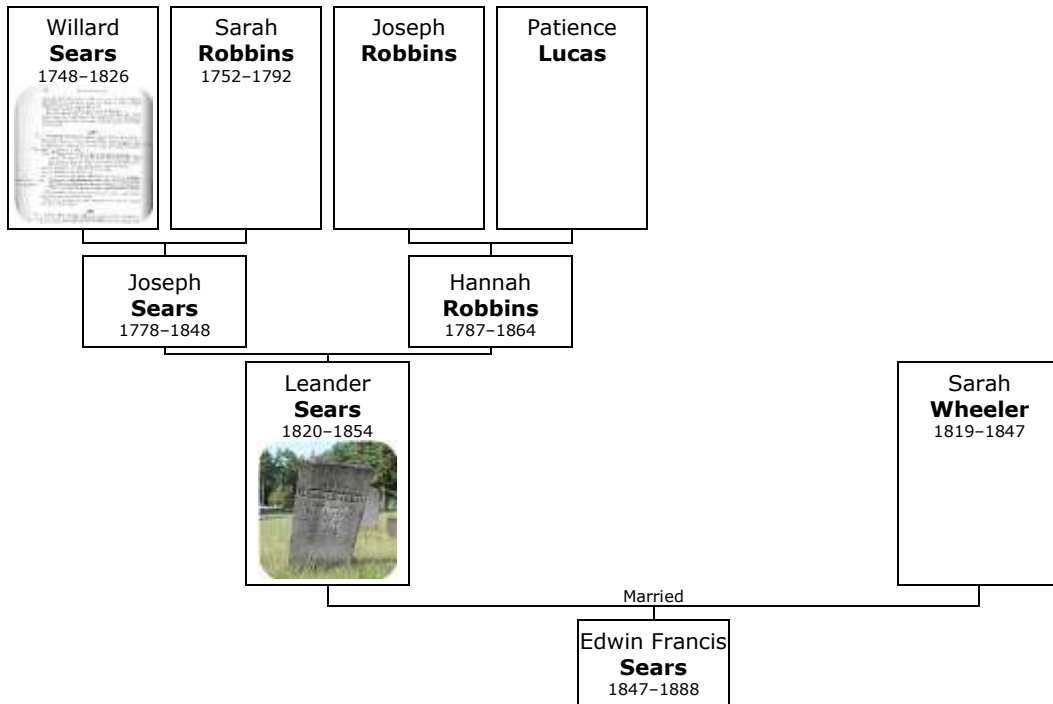 Willard
Sears
1748–1826
Sarah
Robbins
1752–1792
Joseph
Robbins
Patience
Lucas
Joseph
Sears
1778–1848
Hannah
Robbins
1787–1864
Leander
Sears
1820–1854
Sarah
Wheeler
1819–1847
Married
Edwin Francis
Sears
1847–1888